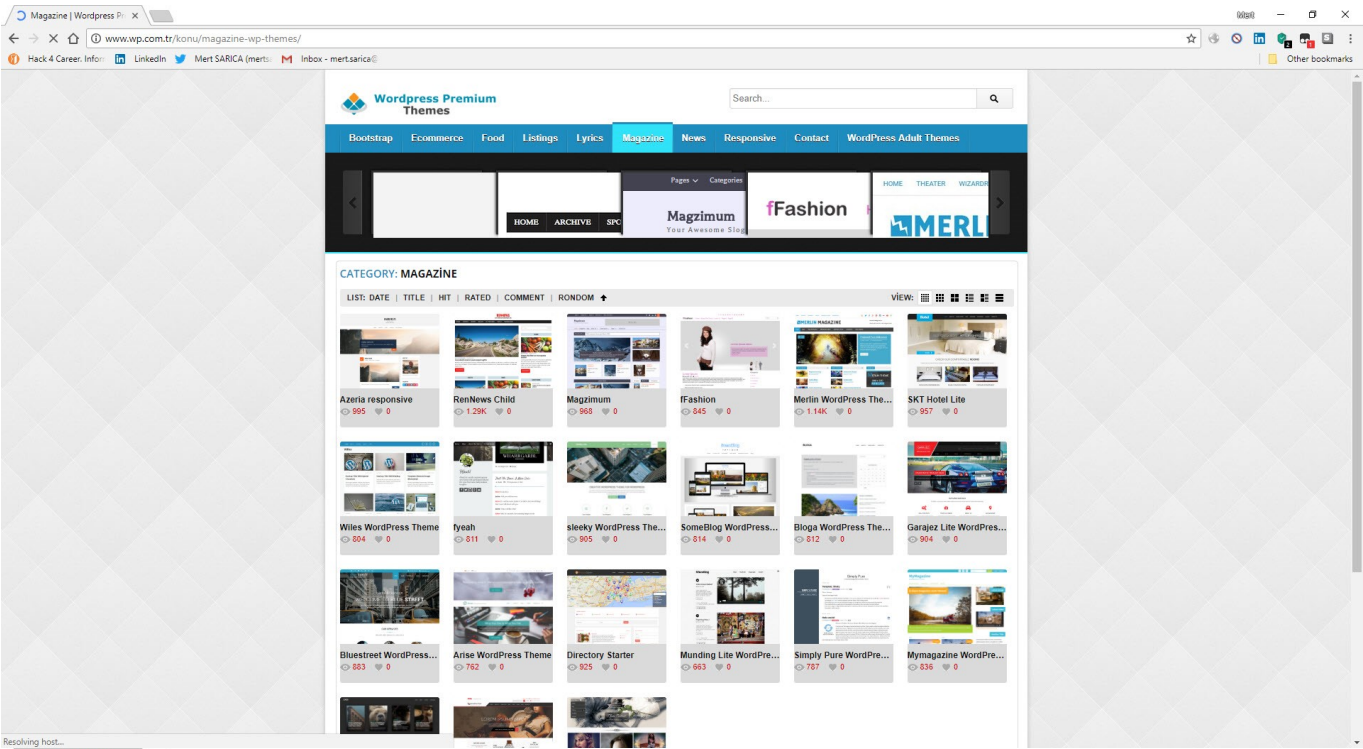 Magazine | Wordpress Pr
Mert
www.wp.com.tr/konu/magazine-wp-themes/
Hack 4 Career. Infor
LinkedIn
Mert SARICA (merts
Inbox - mert.sarica
Other bookmarks
Wordpress Premium
Themes
Search...
Bootstrap Ecommerce Food Listings Lyrics Magazine News Responsive Contact WordPress Adult Themes
Pages Categories
HOME THEATER WIZARDR
Magzimum
fFashion
HOME ARCHIVE SPO
Your Awesome Slog
MERL
CATEGORY: MAGAZİNE
LIST: DATE | TITLE | HIT | RATED | COMMENT | RONDOM
VİEW:
Azeria responsive
995 0
RenNews Child
1.29K 0
Magzimum
968 0
fFashion
845 0
Merlin WordPress The...
1.14K 0
SKT Hotel Lite
957 0
Wiles WordPress Theme
804 0
fyeah
811 0
sleeky WordPress The...
905 0
SomeBlog WordPress...
814 0
Bloga WordPress The...
812 0
Garajez Lite WordPres...
904 0
Bluestreet WordPress...
883 0
Arise WordPress Theme
762 0
Directory Starter
925 0
Munding Lite WordPre...
663 0
Simply Pure WordPre...
787 0
Mymagazine WordPre...
836 0
Resolving host...